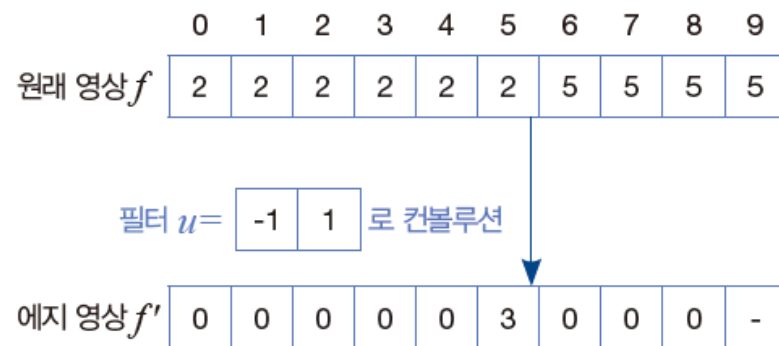 0 1 2 3 4 5 6 7 8 9
원래 영상 f 2 2 2 2 2 2 5 5 5 5
필터 u= -1 1 로 컨볼루션
에지 영상 f′ 0 0 0 0 0 3 0 0 0 -